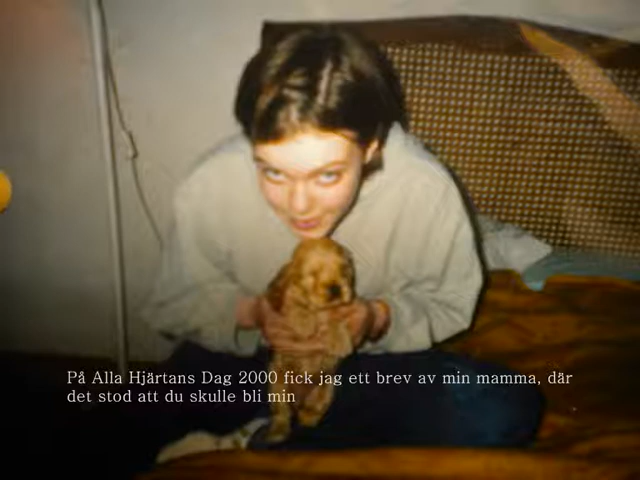 På Alla Hjärtans Dag 2000 fick jag ett brev av min mamma, där
det stod att du skulle bli min